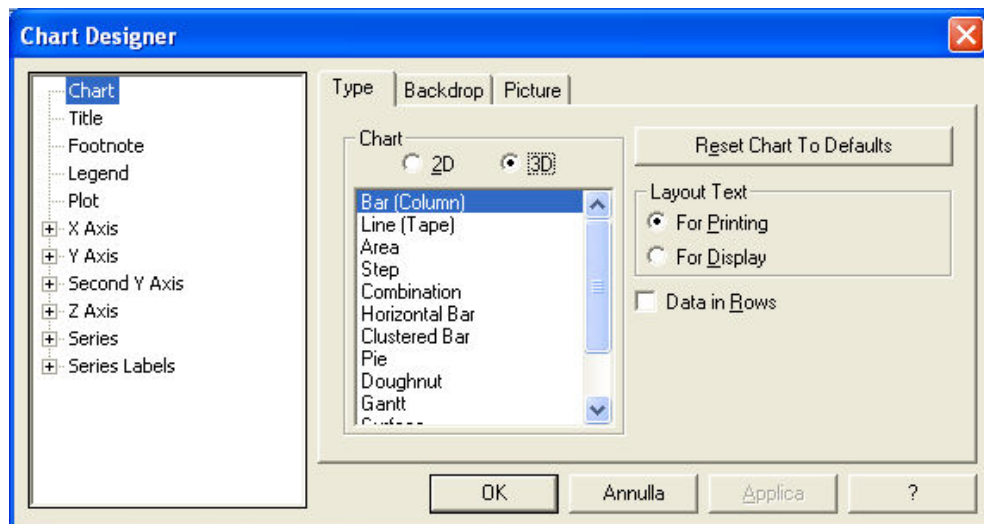 Chart Designer
Chart
Title
Footnote
Legend
Plot
X Axis
Y Axis
Second Y Axis
Z Axis
Series
Series Labels
Type
Backdrop
Picture
Chart
2D
3D
Bar (Column)
Line (Tape)
Area
Step
Combination
Horizontal Bar
Clustered Bar
Pie
Doughnut
Gantt
Reset Chart To Defaults
Layout Text
For Printing
For Display
Data in Rows
OK
Annulla
Applica
?